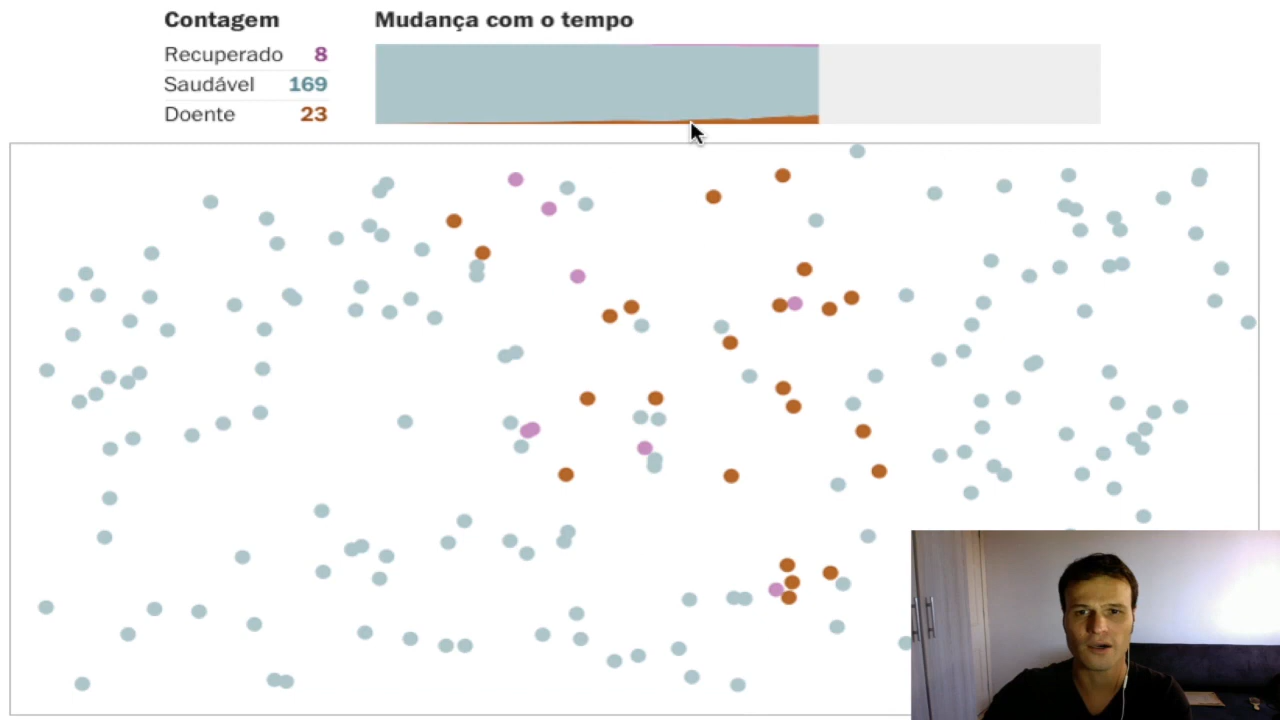 Contagem
Recuperado 8
Saudável 169
Doente 23
Mudança com o tempo